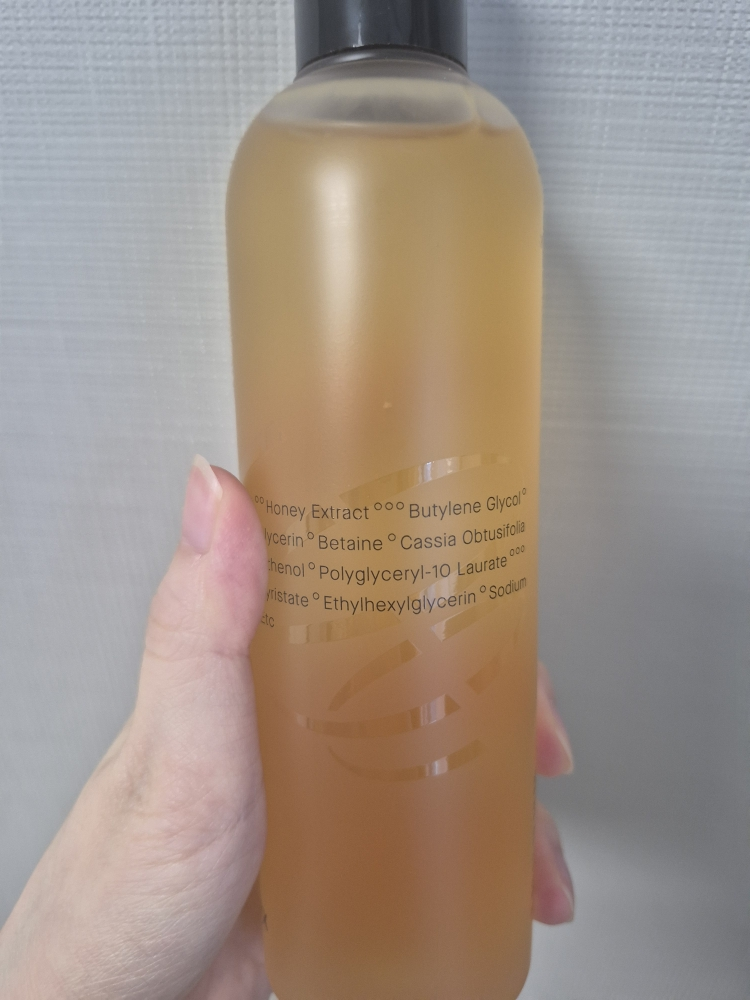 °°Honey Extract °°° Butylene Glycol°
° Betaine ° Cassia Obtusifolia
° Polyglyceryl-10 Laurate°°°
° Ethylhexylglycerin ° Sodium